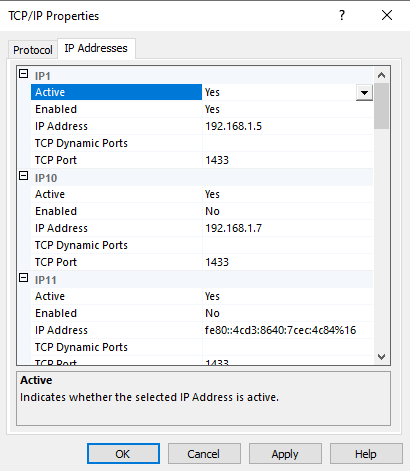 TCP/IP Properties ? ×
Protocol IP Addresses
IP1
Active Yes
Enabled Yes
IP Address 192.168.1.5
TCP Dynamic Ports
TCP Port 1433
IP10
Active Yes
Enabled No
IP Address 192.168.1.7
TCP Dynamic Ports
TCP Port 1433
IP11
Active Yes
Enabled No
IP Address fe80::4cd3:8640:7cec:4c84%16
TCP Dynamic Ports
TCP Port 1433
Active
Indicates whether the selected IP Address is active.
OK Cancel Apply Help